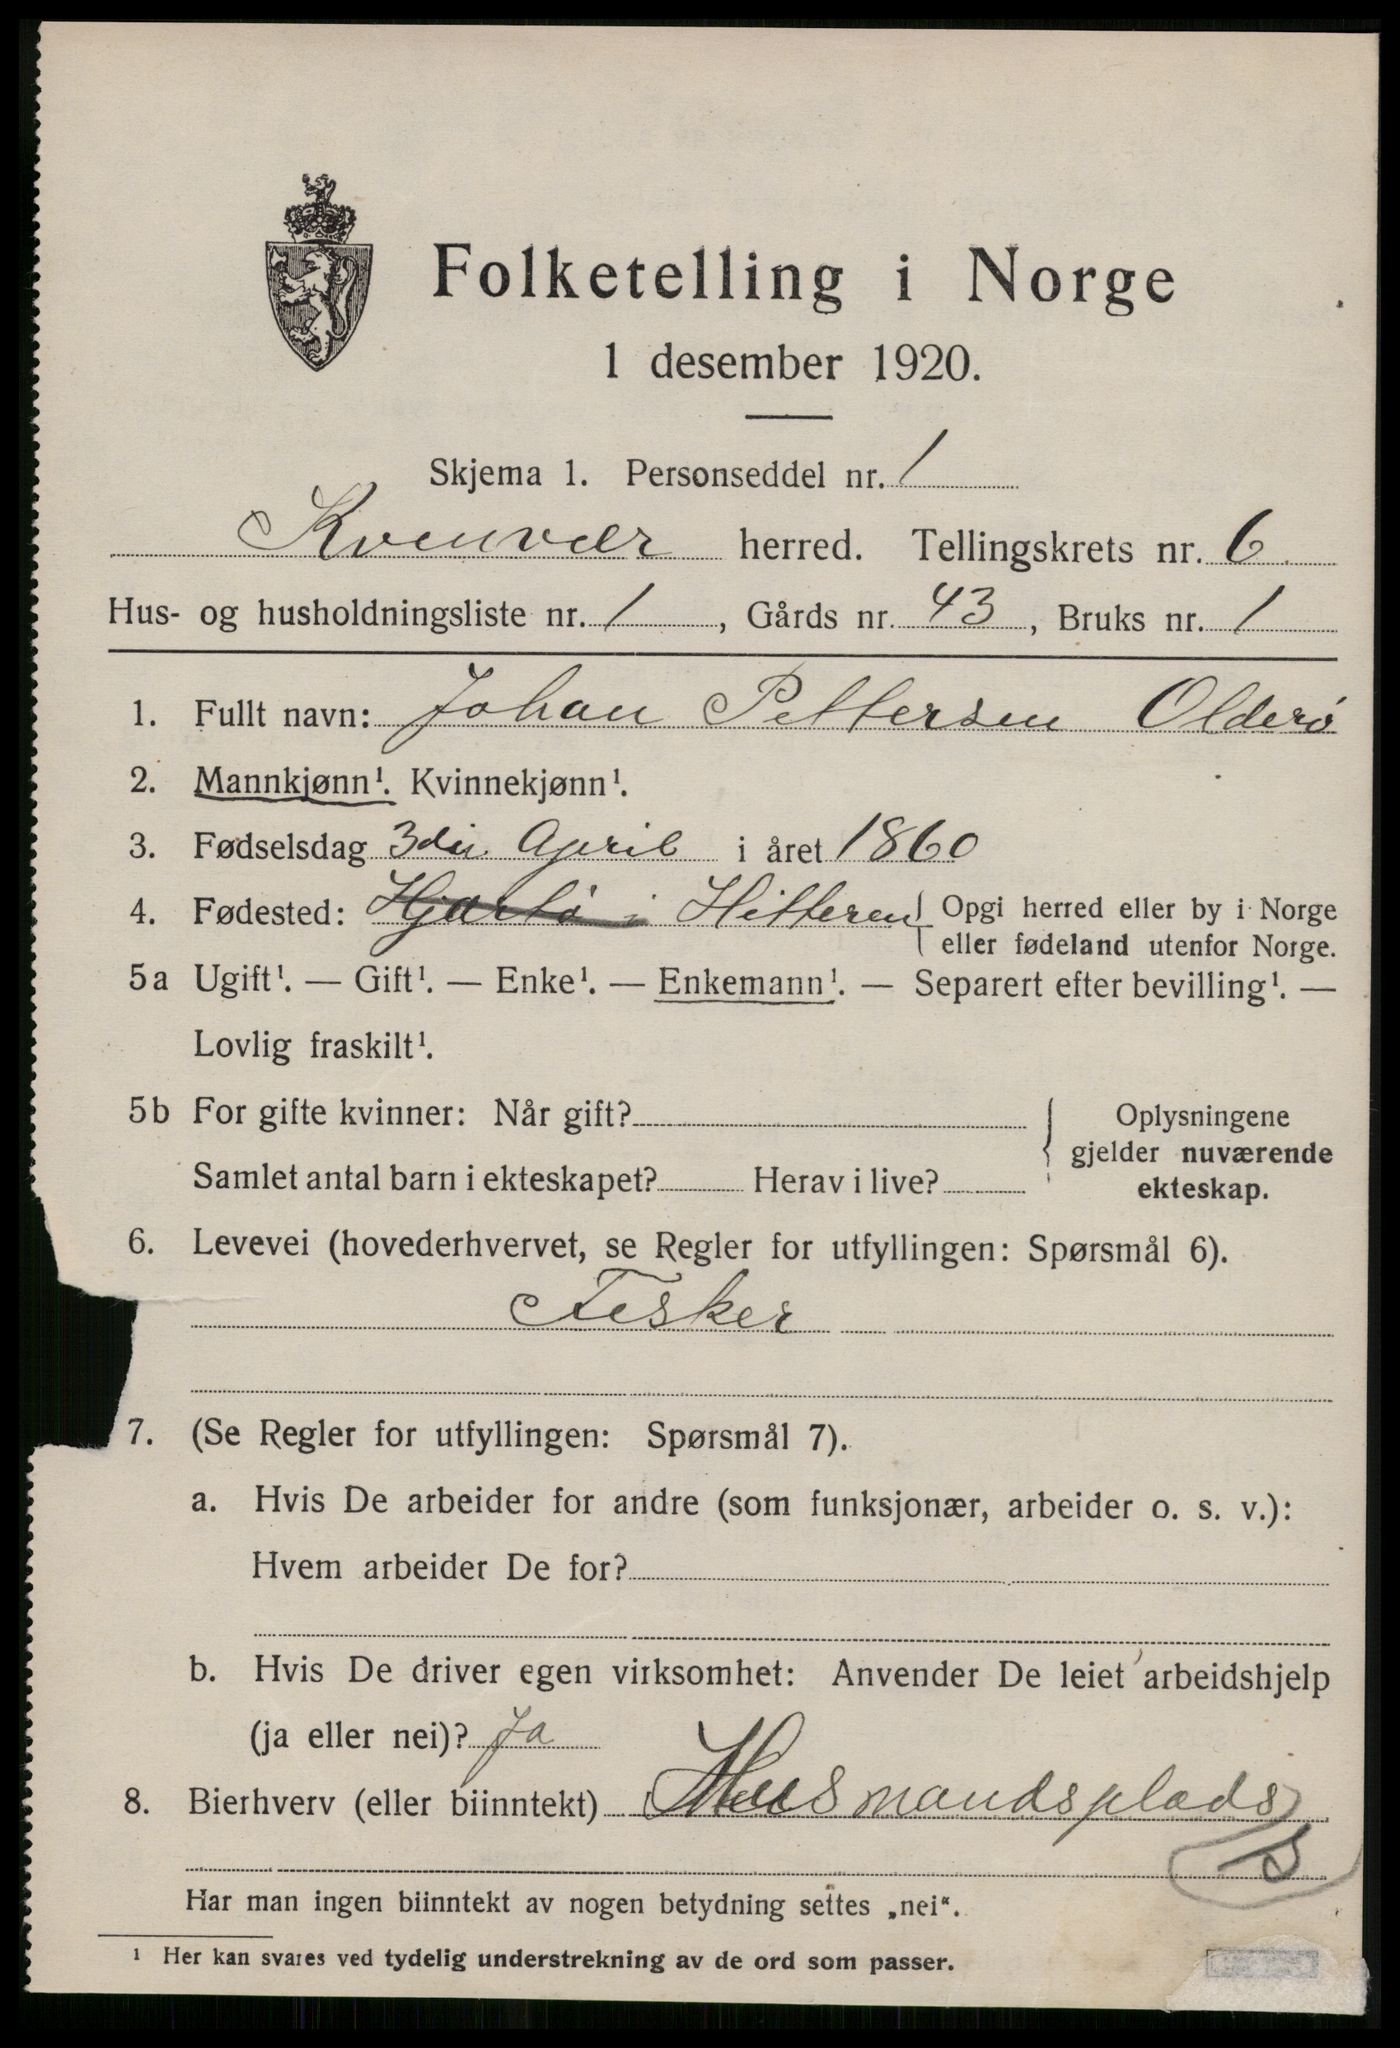 Folketelling i Norge
1 desember 1920.
Skjema 1. Personseddel nr. 1
Kvenvær herred. Tellingskrets nr. 6
Hus- og husholdningsliste nr. 1, Gårds nr. 43, Bruks nr. 1
1. Fullt navn: Johan Pettersen Olderø
2. Mannkjønn¹. Kvinnekjønn¹.
3. Fødselsdag 3die April i året 1860
4. Fødested: Hjartø i Hitteren { Opgi herred eller by i Norge
eller fødeland utenfor Norge.
5a Ugift¹. — Gift¹. — Enke¹. — Enkemann¹. — Separert efter bevilling¹. —
Lovlig fraskilt¹.
5b For gifte kvinner: Når gift?
Samlet antal barn i ekteskapet? Herav i live?
Oplysningene
gjelder nuværende
ekteskap.
6. Levevei (hovederhvervet, se Regler for utfyllingen: Spørsmål 6).
Fisker
7. (Se Regler for utfyllingen: Spørsmål 7).
a. Hvis De arbeider for andre (som funksjonær, arbeider o. s. v.):
Hvem arbeider De for?
b. Hvis De driver egen virksomhet: Anvender De leiet arbeidshjelp
(ja eller nei)? Ja
8. Bierhverv (eller biinntekt) Husmandsplads
S
Har man ingen biinntekt av nogen betydning settes „nei“.
¹ Her kan svares ved tydelig understrekning av de ord som passer.